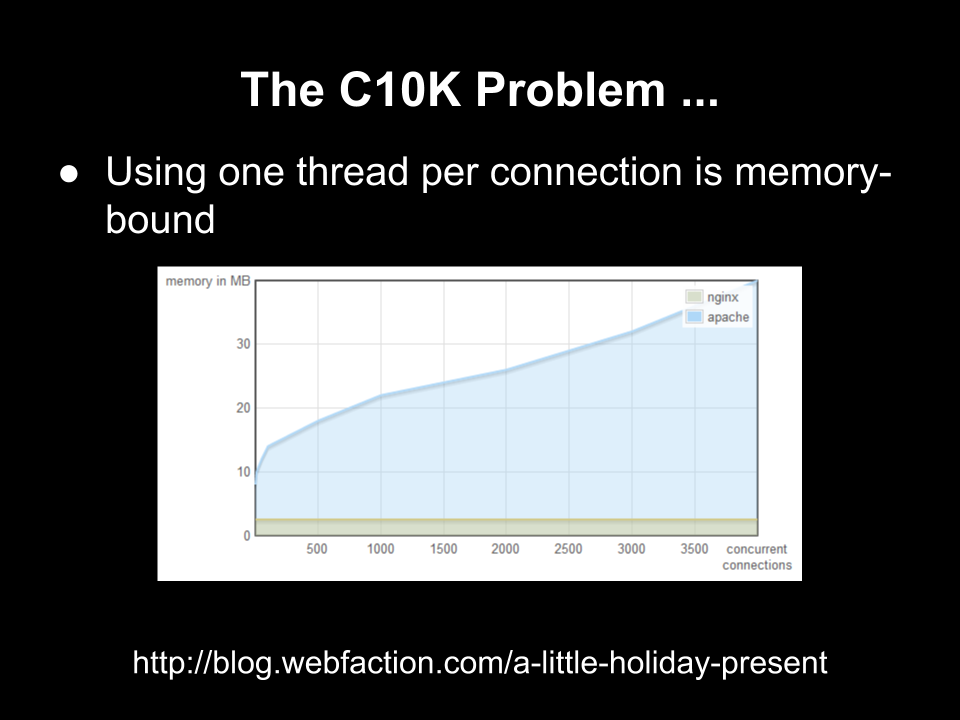 The C10K Problem ...
● Using one thread per connection is memory-
bound
memory in MB
nginx
apache
30
20
10
0
500 1000 1500 2000 2500 3000 3500 concurrent
connections
http://blog.webfaction.com/a-little-holiday-present